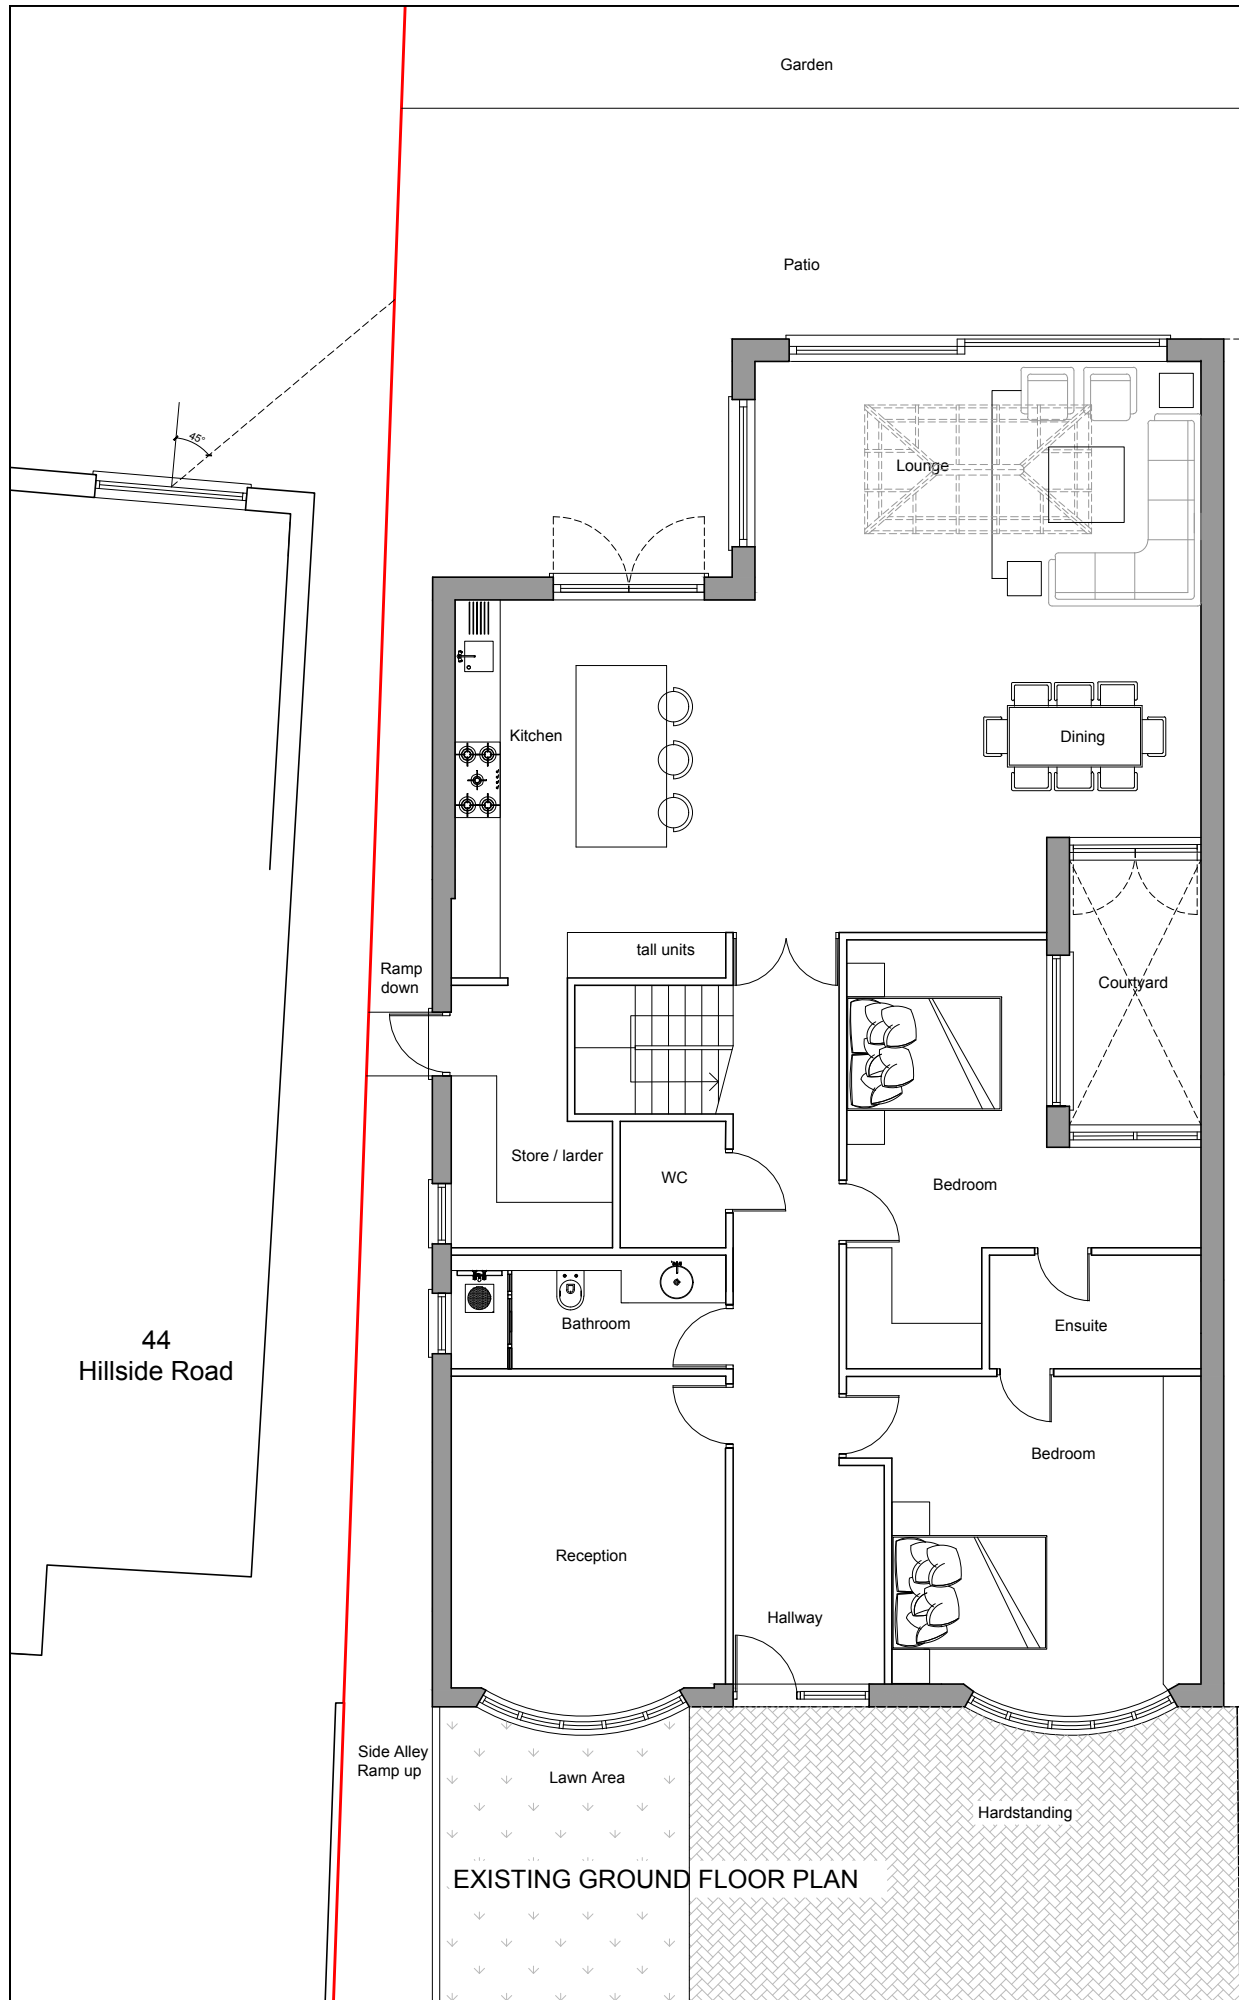 Garden
Patio
45°
Lounge
Kitchen
Dining
tall units
Ramp
down
Courtyard
Store / larder
WC
Bedroom
Bathroom
Ensuite
44
Hillside Road
Bedroom
Reception
Hallway
Side Alley
Ramp up
Lawn Area
Hardstanding
EXISTING GROUND FLOOR PLAN